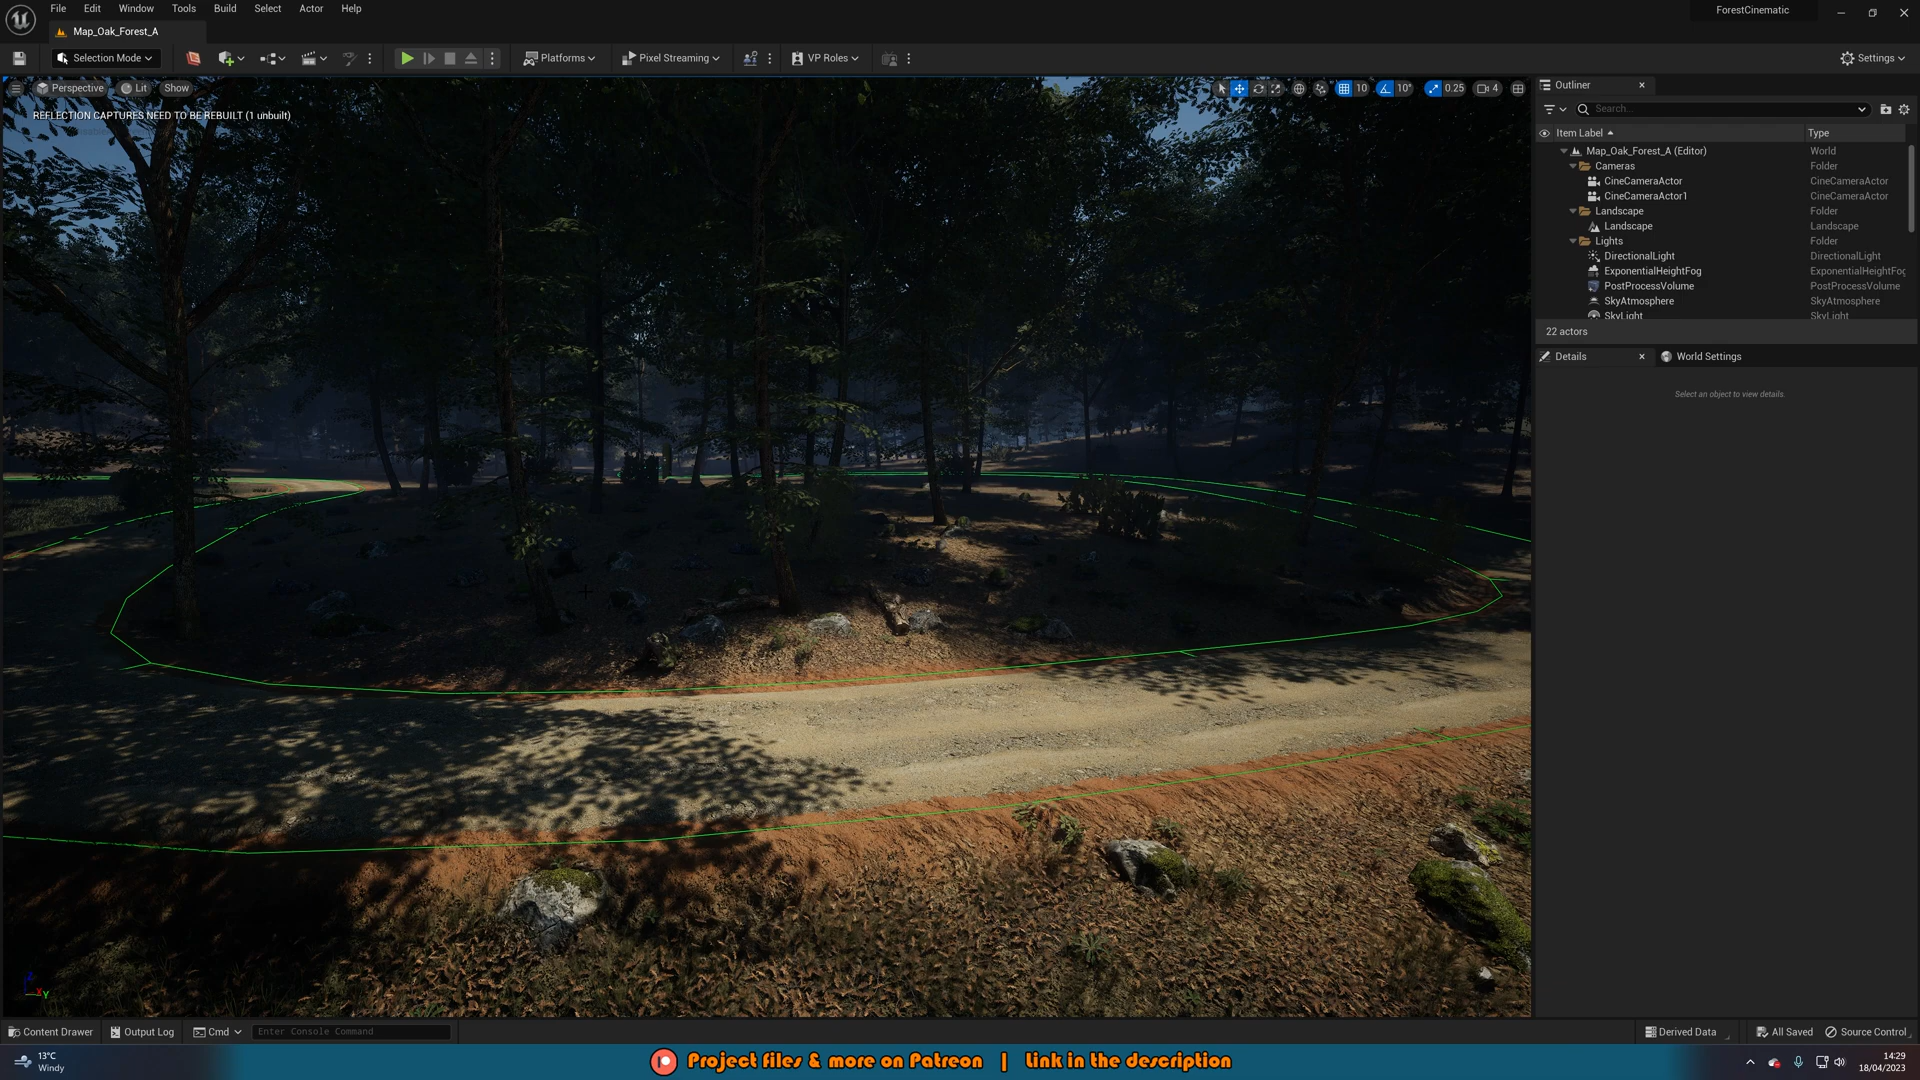 File Edit Window Tools Build Select Actor Help
ForestCinematic
Map_Oak_Forest_A
Selection Mode
Platforms
Pixel Streaming
VP Roles
Settings
Perspective Lit Show
10 10° 0.25 4
REFLECTION CAPTURES NEED TO BE REBUILT (1 unbuilt)
Outliner
Search...
Item Label Type
Map_Oak_Forest_A (Editor) World
Cameras Folder
CineCameraActor CineCameraActor
CineCameraActor1 CineCameraActor
Landscape Folder
Landscape Landscape
Lights Folder
DirectionalLight DirectionalLight
ExponentialHeightFog ExponentialHeightFog
PostProcessVolume PostProcessVolume
SkyAtmosphere SkyAtmosphere
SkyLight SkyLight
22 actors
Details World Settings
Select an object to view details.
Z
X Y
Content Drawer Output Log Cmd Enter Console Command
Derived Data All Saved Source Control
13°C
Windy
Project files & more on Patreon | Link in the description
14:29
18/04/2023